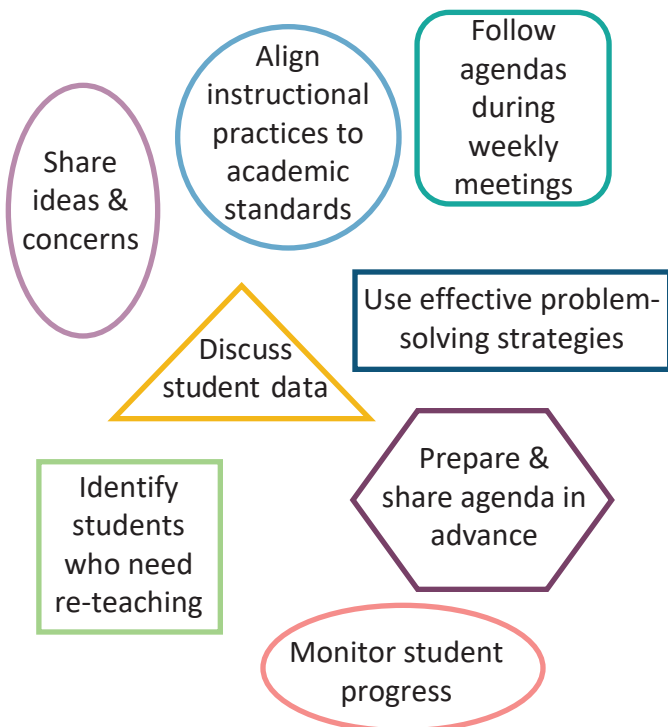 Follow
agendas
during
weekly
meetings
Align
instructional
practices to
academic
standards
Share
ideas &
concerns
Use effective problem-
solving strategies
Discuss
student data
Prepare &
share agenda in
advance
Identify
students
who need
re-teaching
Monitor student
progress